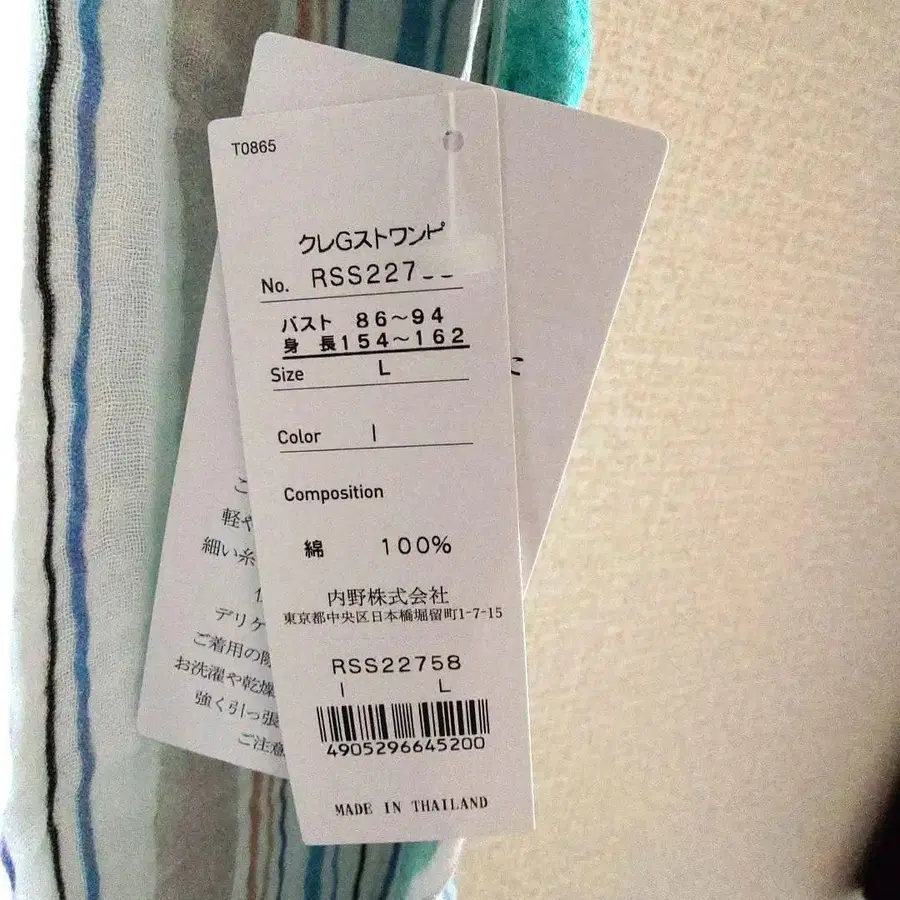 T0865
クレGストワンピ
No. RSS227
バスト 86〜94
身長154〜162
Size L
Color I
Composition
綿 100%
内野株式会社
東京都中央区日本橋堀留町1-7-15
RSS22758
I L
4905296645200
MADE IN THAILAND
こ
軽や
細い糸
デリケ
ご着用の際
お洗濯や乾燥
強く引っ張
ご注意
に